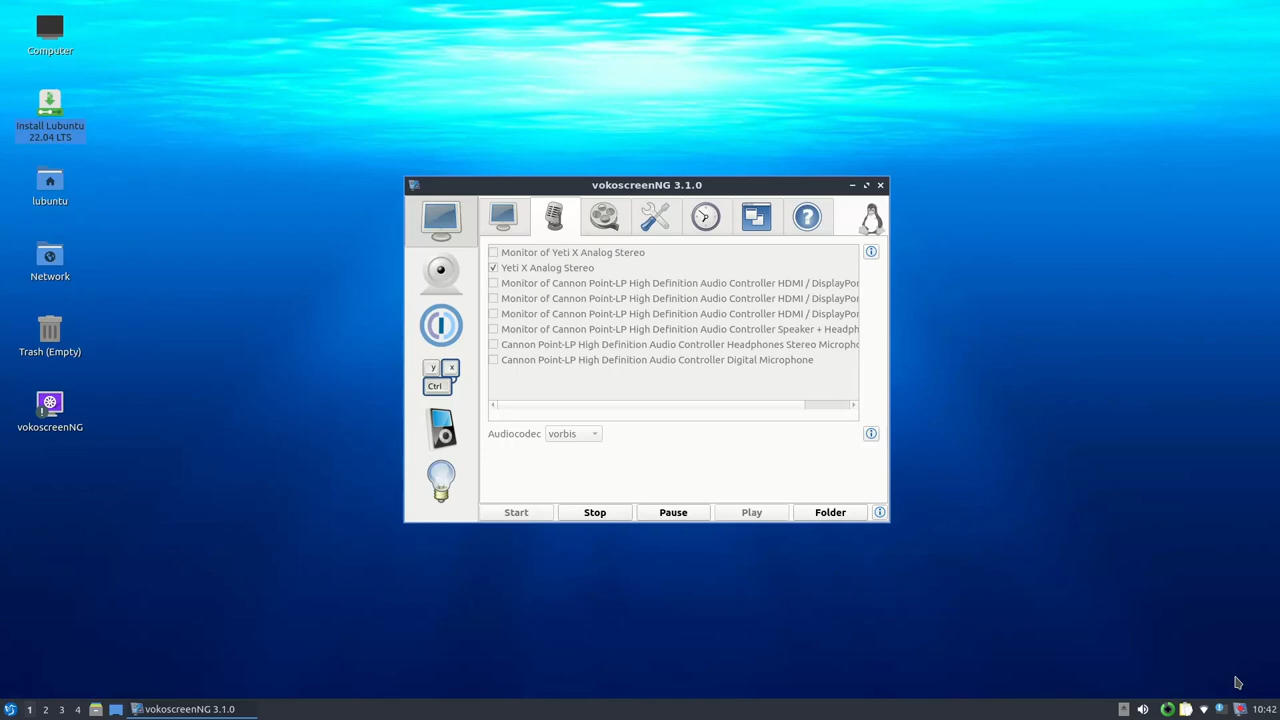 Computer
Install Lubuntu
22.04 LTS
lubuntu
Network
Trash (Empty)
vokoscreenNG
vokoscreenNG 3.1.0
y x
Ctrl
Monitor of Yeti X Analog Stereo
Yeti X Analog Stereo
Monitor of Cannon Point-LP High Definition Audio Controller HDMI / DisplayPor
Monitor of Cannon Point-LP High Definition Audio Controller HDMI / DisplayPor
Monitor of Cannon Point-LP High Definition Audio Controller HDMI / DisplayPor
Monitor of Cannon Point-LP High Definition Audio Controller Speaker + Headph
Cannon Point-LP High Definition Audio Controller Headphones Stereo Micropho
Cannon Point-LP High Definition Audio Controller Digital Microphone
Audiocodec vorbis
Start Stop Pause Play Folder
1 2 3 4 vokoscreenNG 3.1.0 10:42